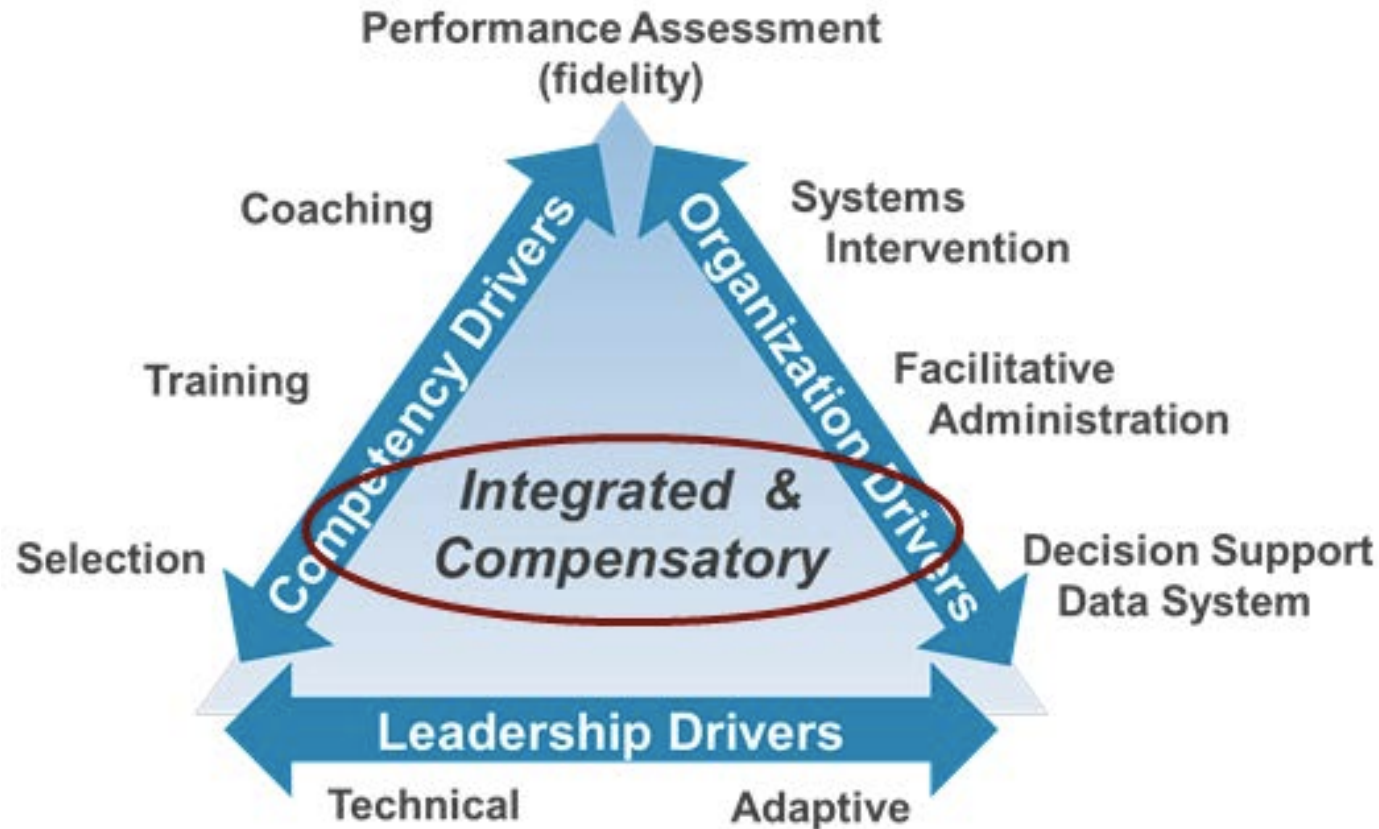 Performance Assessment
(fidelity)
Coaching
Systems
Intervention
Competency Drivers
Organization Drivers
Training
Facilitative
Administration
Integrated &
Compensatory
Selection
Decision Support
Data System
Leadership Drivers
Technical
Adaptive